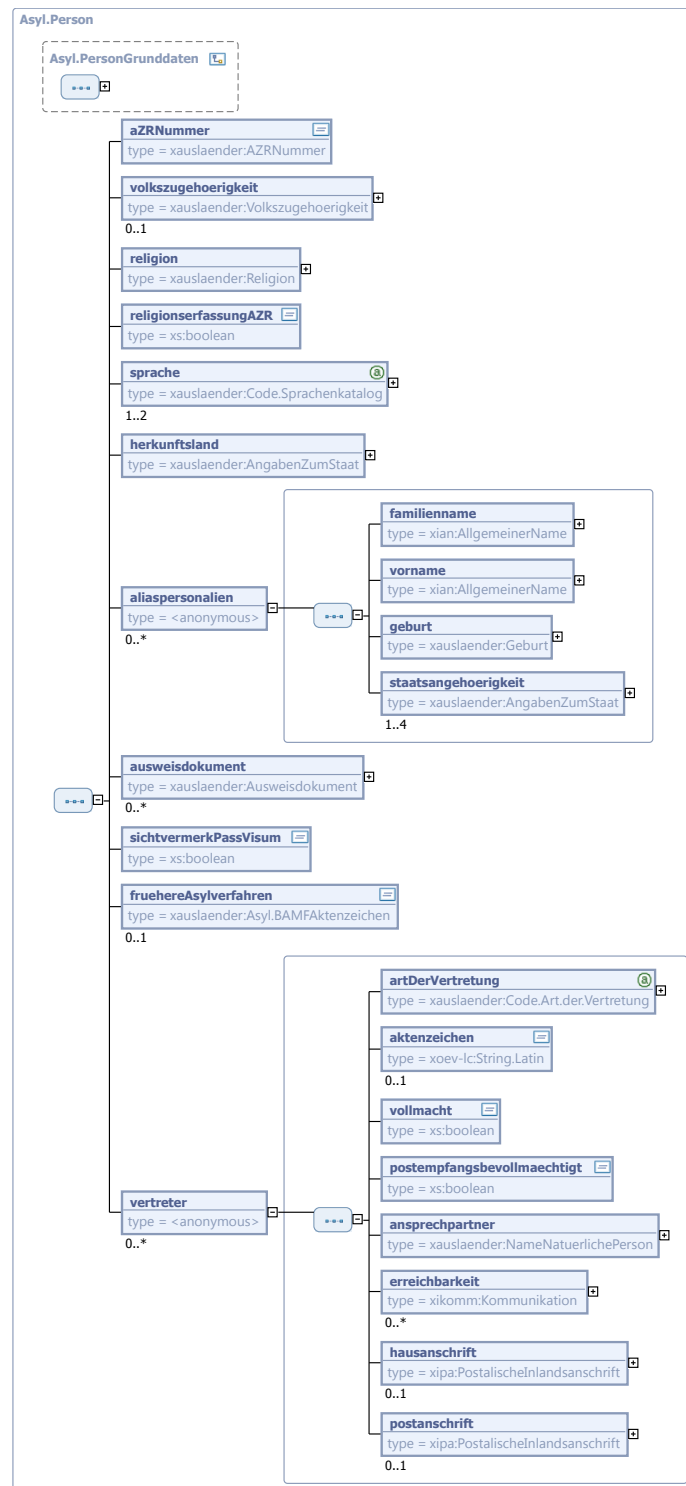 Asyl.Person
Asyl.PersonGrunddaten
aZRNummer
type = xauslaender:AZRNummer
volkszugehoerigkeit
type = xauslaender:Volkszugehoerigkeit
0..1
religion
type = xauslaender:Religion
religionserfassungAZR
type = xs:boolean
sprache
type = xauslaender:Code.Sprachenkatalog
1..2
herkunftsland
type = xauslaender:AngabenZumStaat
aliaspersonalien
type = <anonymous>
0..*
familienname
type = xian:AllgemeinerName
vorname
type = xian:AllgemeinerName
geburt
type = xauslaender:Geburt
staatsangehoerigkeit
type = xauslaender:AngabenZumStaat
1..4
ausweisdokument
type = xauslaender:Ausweisdokument
0..*
sichtvermerkPassVisum
type = xs:boolean
fruehereAsylverfahren
type = xauslaender:Asyl.BAMFAktenzeichen
0..1
vertreter
type = <anonymous>
0..*
artDerVertretung
type = xauslaender:Code.Art.der.Vertretung
aktenzeichen
type = xoev-lc:String.Latin
0..1
vollmacht
type = xs:boolean
postempfangsbevollmaechtigt
type = xs:boolean
ansprechpartner
type = xauslaender:NameNatuerlichePerson
erreichbarkeit
type = xikomm:Kommunikation
0..*
hausanschrift
type = xipa:PostalischeInlandsanschrift
0..1
postanschrift
type = xipa:PostalischeInlandsanschrift
0..1